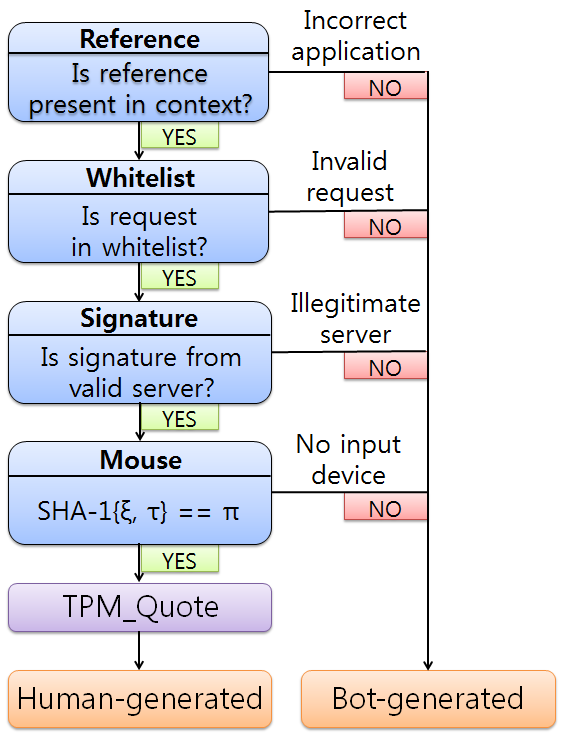 Reference
Is reference
present in context?
Incorrect
application
NO
YES
Whitelist
Is request
in whitelist?
Invalid
request
NO
YES
Signature
Is signature from
valid server?
Illegitimate
server
NO
YES
Mouse
SHA-1{ξ, τ} == π
No input
device
NO
YES
TPM_Quote
Human-generated
Bot-generated